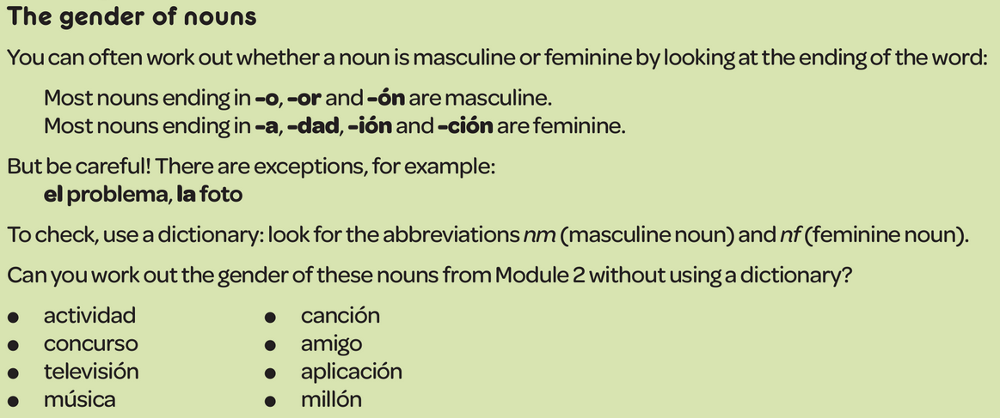 The gender of nouns
You can often work out whether a noun is masculine or feminine by looking at the ending of the word:
Most nouns ending in -o, -or and -ón are masculine.
Most nouns ending in -a, -dad, -ión and -ción are feminine.
But be careful! There are exceptions, for example:
el problema, la foto
To check, use a dictionary: look for the abbreviations nm (masculine noun) and nf (feminine noun).
Can you work out the gender of these nouns from Module 2 without using a dictionary?
• actividad
• concurso
• televisión
• música
• canción
• amigo
• aplicación
• millón